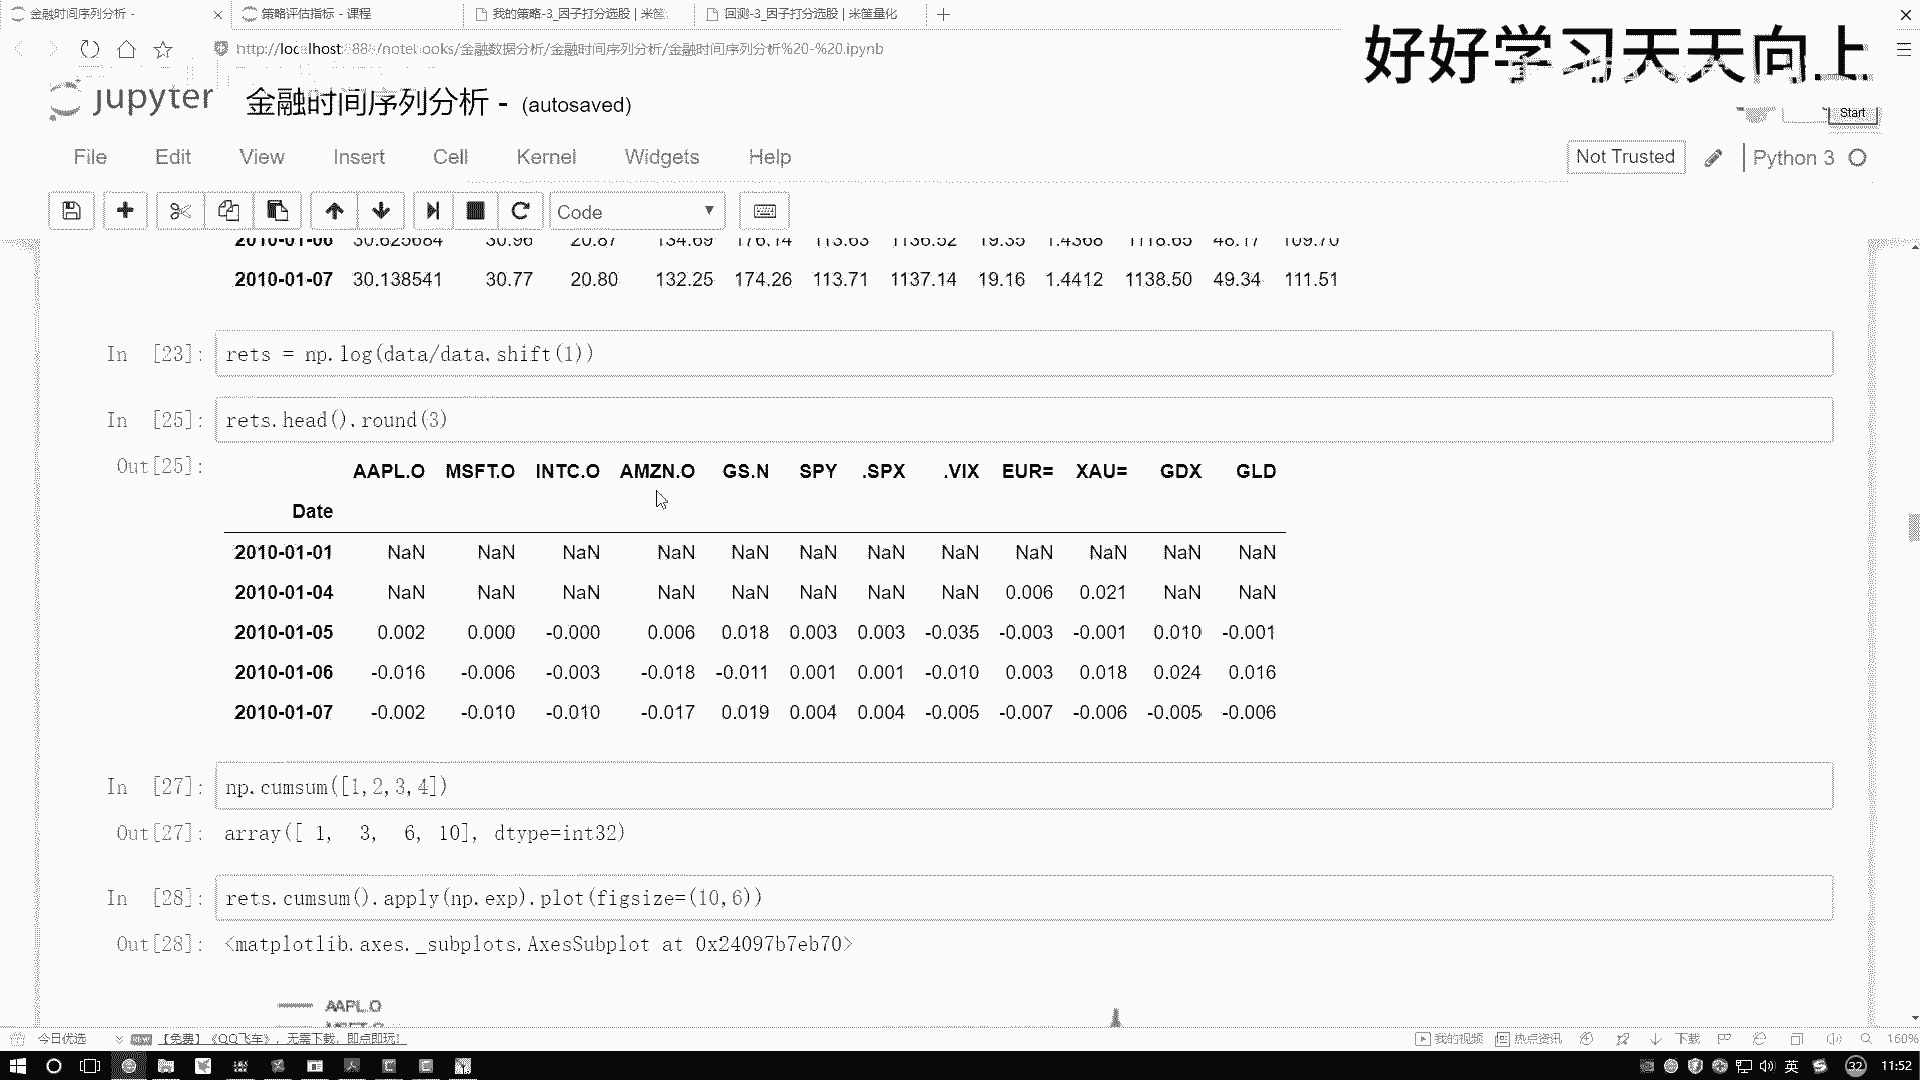 金融时间序列分析 -
策略评估指标 - 课程
我的策略-3_因子打分选股 | 米筐
回测-3_因子打分选股 | 米筐量化
/notebooks/金融数据分析/金融时间序列分析/金融时间序列分析%20-%20.ipynb
好好学习天天向上
jupyter 金融时间序列分析 - (autosaved)
Start
File Edit View Insert Cell Kernel Widgets Help
Not Trusted
Python 3
Code
2010-01-06 30.625684 30.96 20.87 134.69 176.14 113.63 1136.52 19.35 1.4368 1118.65 48.17 109.70
2010-01-07 30.138541 30.77 20.80 132.25 174.26 113.71 1137.14 19.16 1.4412 1138.50 49.34 111.51
In [23]: rets = np.log(data/data.shift(1))
In [25]: rets.head().round(3)
Out[25]:
AAPL.O MSFT.O INTC.O AMZN.O GS.N SPY .SPX .VIX EUR= XAU= GDX GLD
Date
2010-01-01 NaN NaN NaN NaN NaN NaN NaN NaN NaN NaN NaN NaN
2010-01-04 NaN NaN NaN NaN NaN NaN NaN NaN 0.006 0.021 NaN NaN
2010-01-05 0.002 0.000 -0.000 0.006 0.018 0.003 0.003 -0.035 -0.003 -0.001 0.010 -0.001
2010-01-06 -0.016 -0.006 -0.003 -0.018 -0.011 0.001 0.001 -0.010 0.003 0.018 0.024 0.016
2010-01-07 -0.002 -0.010 -0.010 -0.017 0.019 0.004 0.004 -0.005 -0.007 -0.006 -0.005 -0.006
In [27]: np.cumsum([1,2,3,4])
Out[27]: array([ 1, 3, 6, 10], dtype=int32)
In [28]: rets.cumsum().apply(np.exp).plot(figsize=(10,6))
Out[28]: <matplotlib.axes._subplots.AxesSubplot at 0x24097b7eb70>
AAPL.O
今日优选
【免费】《QQ飞车》，无需下载，即点即玩！
我的视频 热点资讯 下载 160%
英 32 11:52